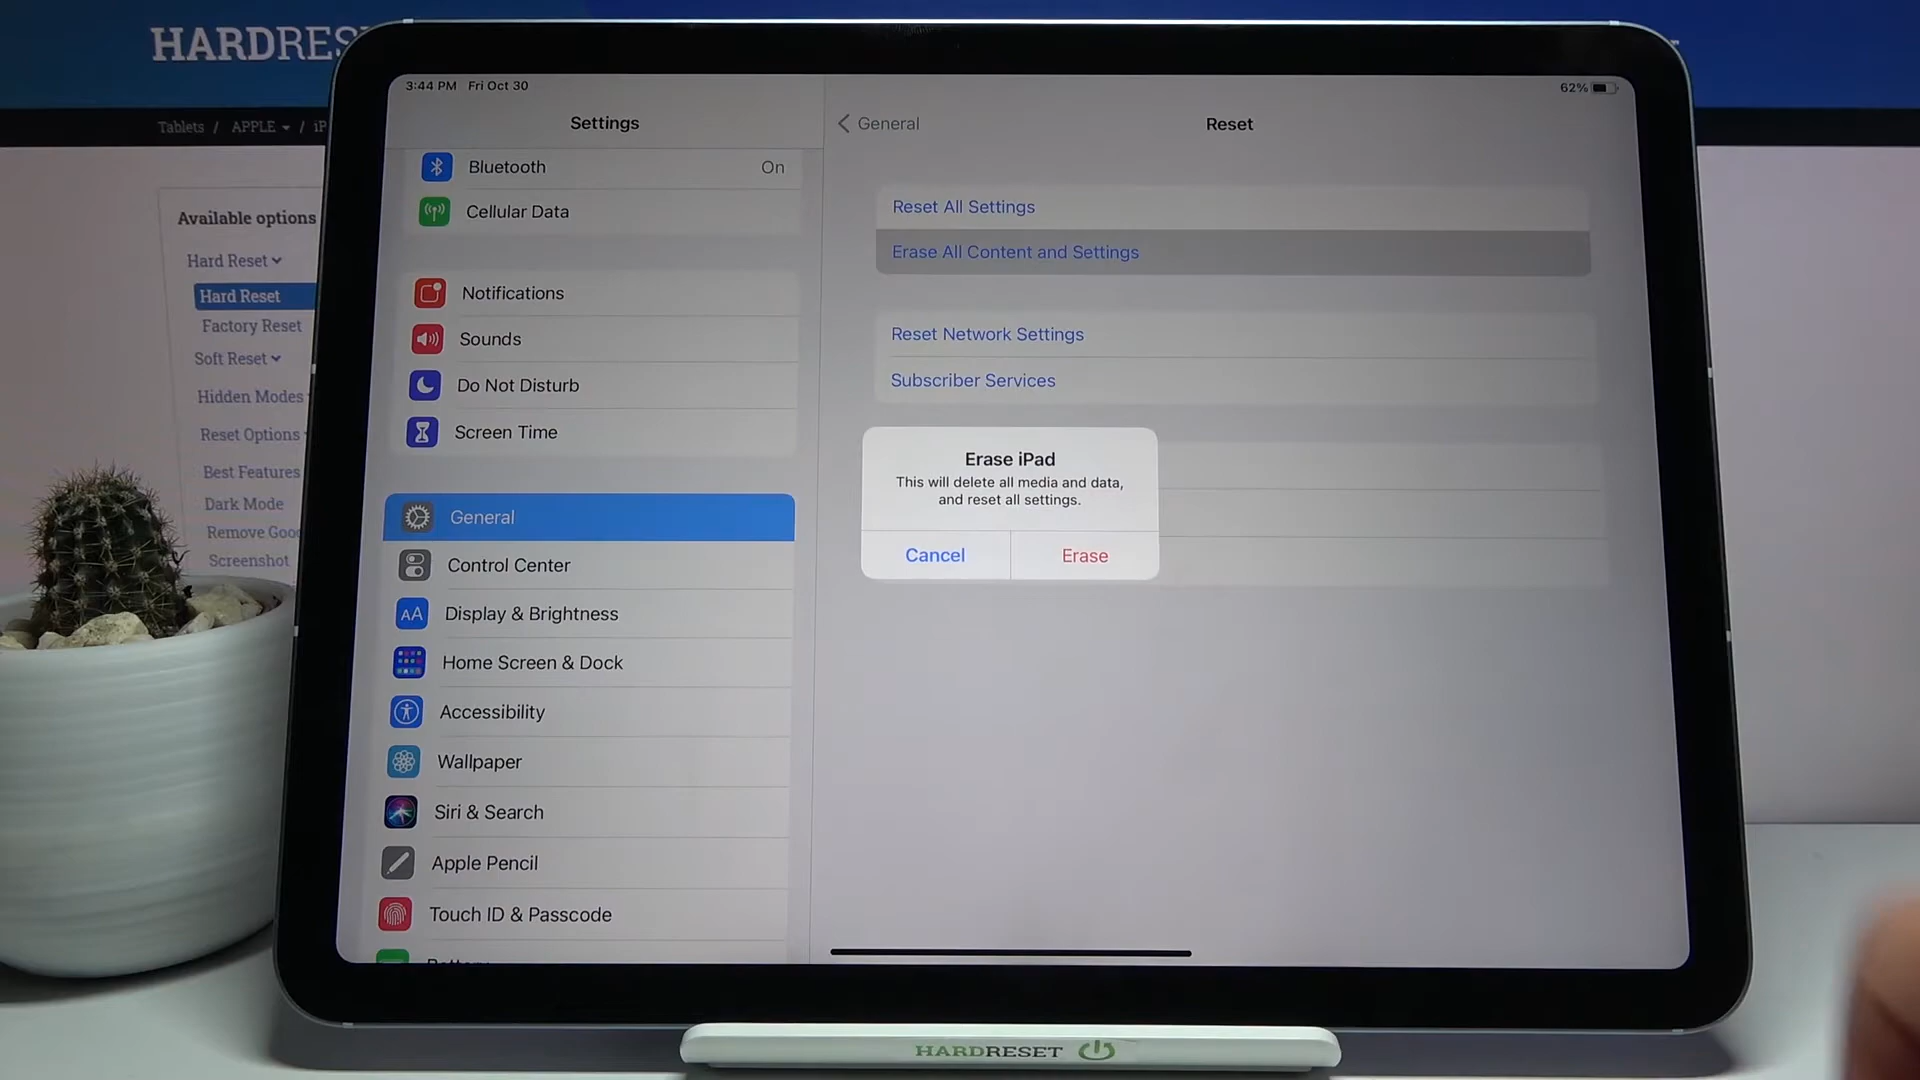 HARDRES
Tablets / APPLE / iP
Available options
Hard Reset
Hard Reset
Factory Reset
Soft Reset
Hidden Modes
Reset Options
Best Features
Dark Mode
Remove Goo
Screenshot
3:44 PM Fri Oct 30
62%
Settings
Bluetooth On
Cellular Data
Notifications
Sounds
Do Not Disturb
Screen Time
General
Control Center
AA Display & Brightness
Home Screen & Dock
Accessibility
Wallpaper
Siri & Search
Apple Pencil
Touch ID & Passcode
General
Reset
Reset All Settings
Erase All Content and Settings
Reset Network Settings
Subscriber Services
Erase iPad
This will delete all media and data,
and reset all settings.
Cancel Erase
HARDRESET